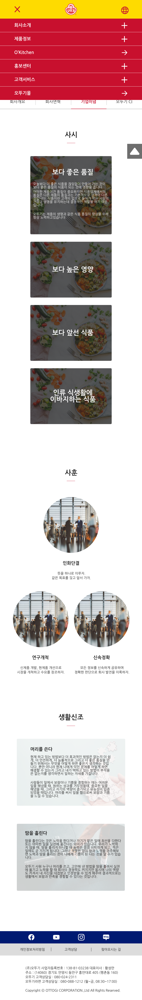 오뚜기
회사소개
제품정보
O'Kitchen
홍보센터
고객서비스
오뚜기몰
회사개요 회사연혁 기업이념 오뚜기 CI
사시
보다 좋은 품질
오늘보다 더 좋은 식품을 끊임없이 만들어 가는 것이
보다 좋은 품질의 식품이 되는 것에 영향을 줍니다.
어떠한 제품이건 품질이 중요하지만 식품업계에서의
품질은 다른 제품의 품질과는 기본적으로 성격이 다른
것입니다. 식품이란 고객의 입으로 들어가 먹는 사람의
건강과 생명을 유지하는데 결정적인 역할을 하기 때문
입니다.
오뚜기는 제품의 생명과 같은 식품 품질의 향상을 위해
항상 노력하고있습니다.
보다 높은 영양
보다 앞선 식품
인류 식생활에
이바지하는 식품
사훈
인화단결
뜻을 하나로 이루자.
같은 목표를 갖고 앞서 가자.
연구개척
신제품 개발, 현제품 개선으로
시장을 개척하고 수요를 창조하자.
신속정확
모든 정보를 신속하게 공유하며
정확한 판단으로 회사 발전을 이룩하자.
생활신조
머리를 쓴다
현재 하고 있는 방법보다 더 효과적인 방법은 없는지 더 쉽
게, 더 안전하게, 더 능률적으로 그리고 더 좋은 품질을 만
들기 위해서는 무엇을 어떻게 하면 좋은지 생각하는 것입
니다. 뿐만 아니라 현재 나에게 닥친 문제를 어떻게 하면
해결할 수 있는지 그리고 내가 택하고 있는 방법이 부작용
은 없는지를 생각하면서 일하는 자세를 가집니다.
사람들이 일에서 보람이나 기쁨을 경험하는 때는 어려운
일을 해냈을 때, 원하는 성과를 거두었을때, 중요한 일을
해냈을 때, 그리고 자기의 역량이 증가되고 유능성이 입증
되었을 때입니다. 머리를 써서 일을 함으로써 보람과 기쁨
을 느낄 수 있습니다.
땀을 흘린다
땀을 흘린다는 것은 노력을 한다거나 자기가 맡은 일에 최선을 다한다
또는 어떠한 일을 실천에 옮긴다는 의미가 있습니다. 우리가 노력하
지 않을 때, 땀을 흘리지 아니할 때 능력은 점점 쇠퇴하게 되고, 적은
일에도 곧 지치게 됩니다. 그러나 적절한 양의 땀과 노력을 경주해보
면 노력과 땀을 흘리는 것이 나에게 기쁨이 된 다는 것을 알 수가 있습
니다.
오뚜기 사원 누구나 머리를 쓰고, 고안해 낸 방법을 땀을 흘려서 실천
에 옮기고 노력을 할 때 회사의 경쟁력도 커지지만 동시에 나의 역량
도 커져서 내 자신을 대접받고 인정받을 수 있게 해주어 결과적으로는
생활에서 보람과 만족을 경험할 수 있다는 것입니다.
blog
개인정보처리방침 고객상담 찾아오시는 길
(주)오뚜기 사업자등록번호 : 138-81-03238 대표이사 : 황성만
주소 : (14060) 경기도 안양시 동안구 흥안대로 405 (평촌동 160)
오뚜기 고객상담실 : 080-024-2311
오뚜기라면 고객상담실 : 080-088-1212 (월~금, 08:30~17:00)
Copyright ⓒ OTTOGI CORPORATION.,Ltd All Rights Reserved.